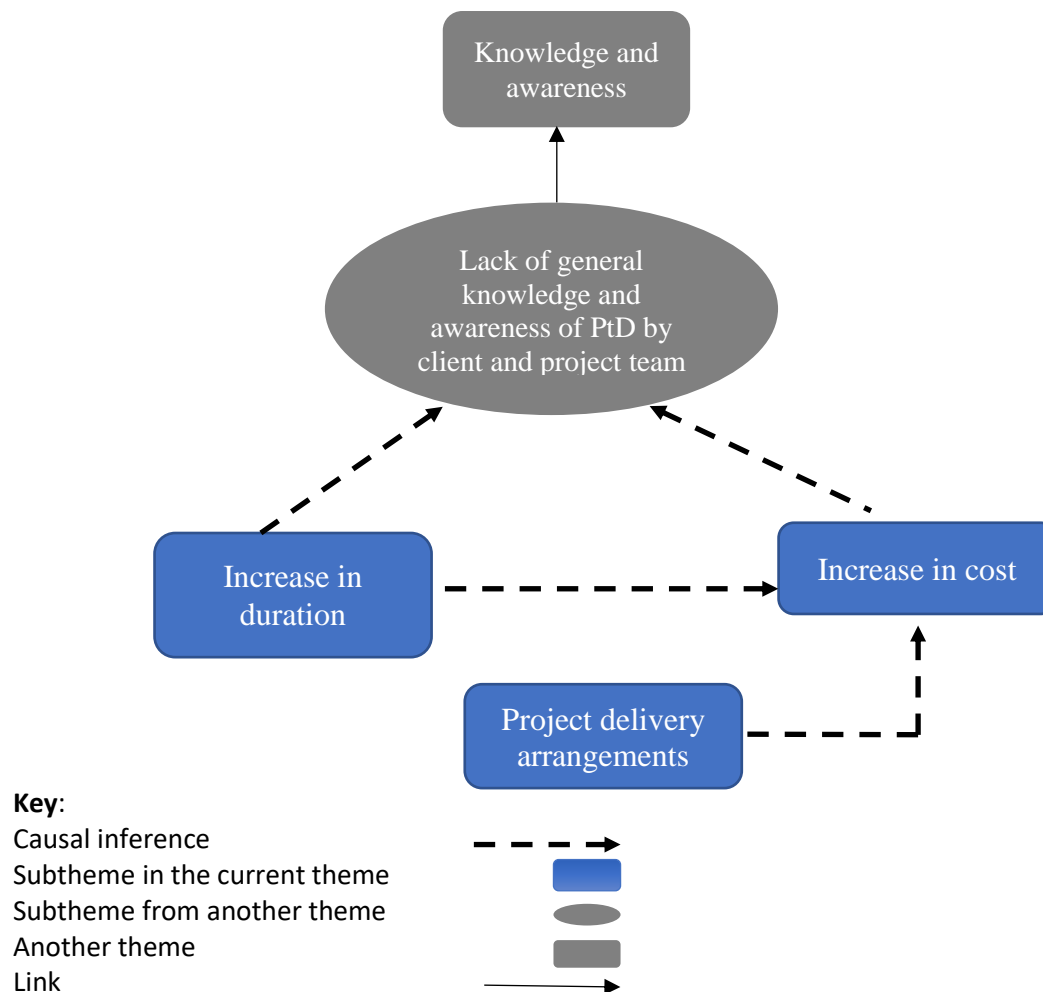 Knowledge and
awareness
Lack of general
knowledge and
awareness of PtD by
client and project team
Increase in
duration
Increase in cost
Project delivery
arrangements
Key:
Causal inference
Subtheme in the current theme
Subtheme from another theme
Another theme
Link